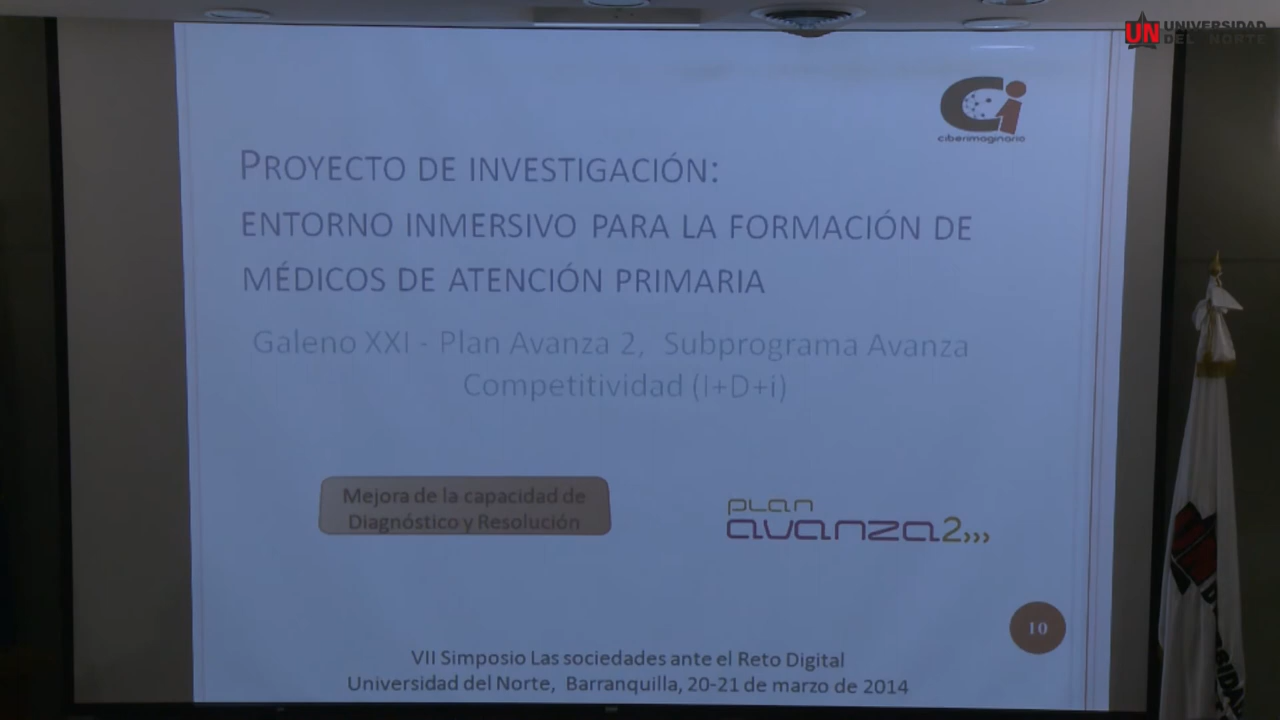 UN UNIVERSIDAD
DEL NORTE
Ci
ciberimaginario
PROYECTO DE INVESTIGACIÓN:
ENTORNO INMERSIVO PARA LA FORMACIÓN DE
MÉDICOS DE ATENCIÓN PRIMARIA
Galeno XXI - Plan Avanza 2, Subprograma Avanza
Competitividad (I+D+i)
Mejora de la capacidad de
Diagnóstico y Resolución
PLan
avanza2›››
10
VII Simposio Las sociedades ante el Reto Digital
Universidad del Norte, Barranquilla, 20-21 de marzo de 2014